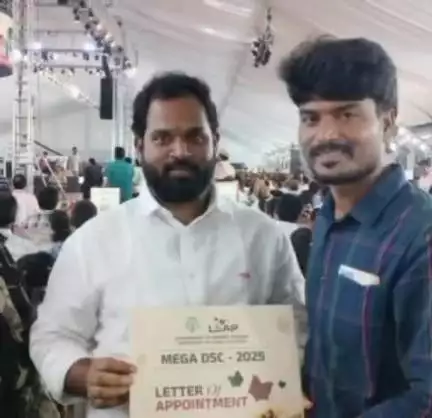 LEAP
MEGA DSC - 2025
LETTER Of
APPOINTMENT